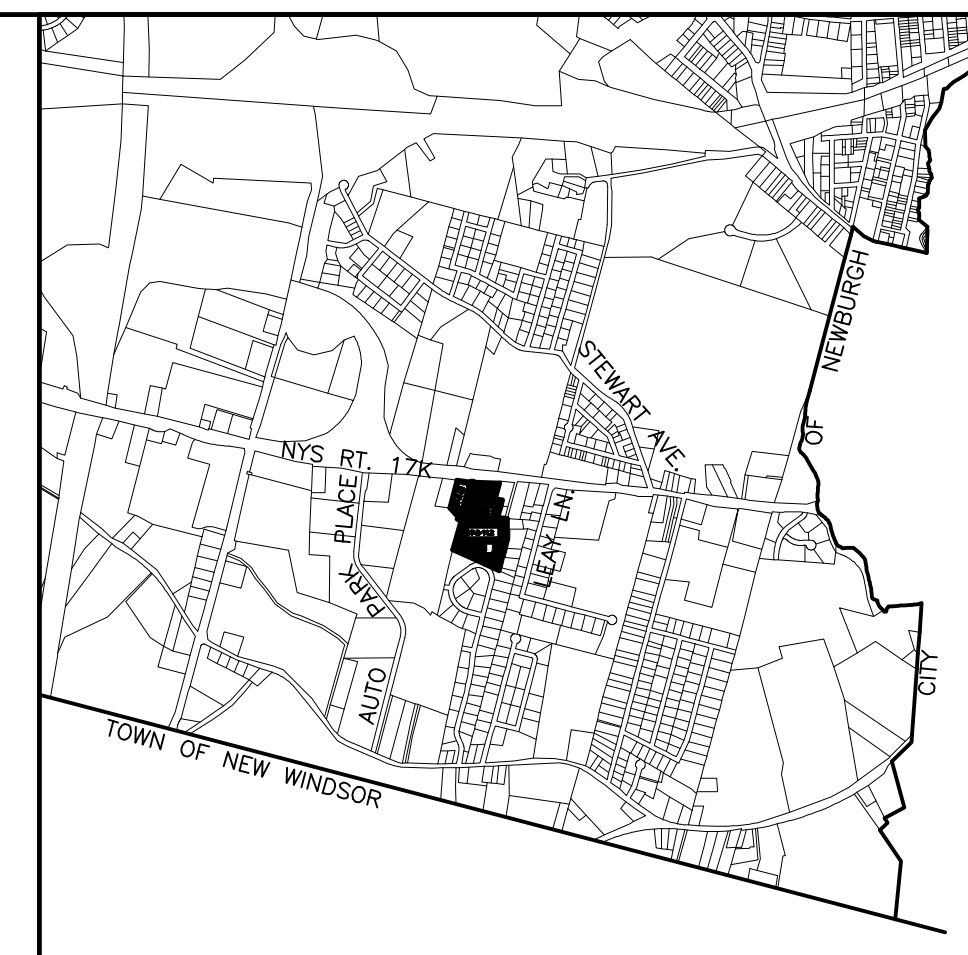 CITY OF NEWBURGH
STEWART AVE.
NYS RT. 17K
AUTO PARK PLACE
LEAY LN.
TOWN OF NEW WINDSOR